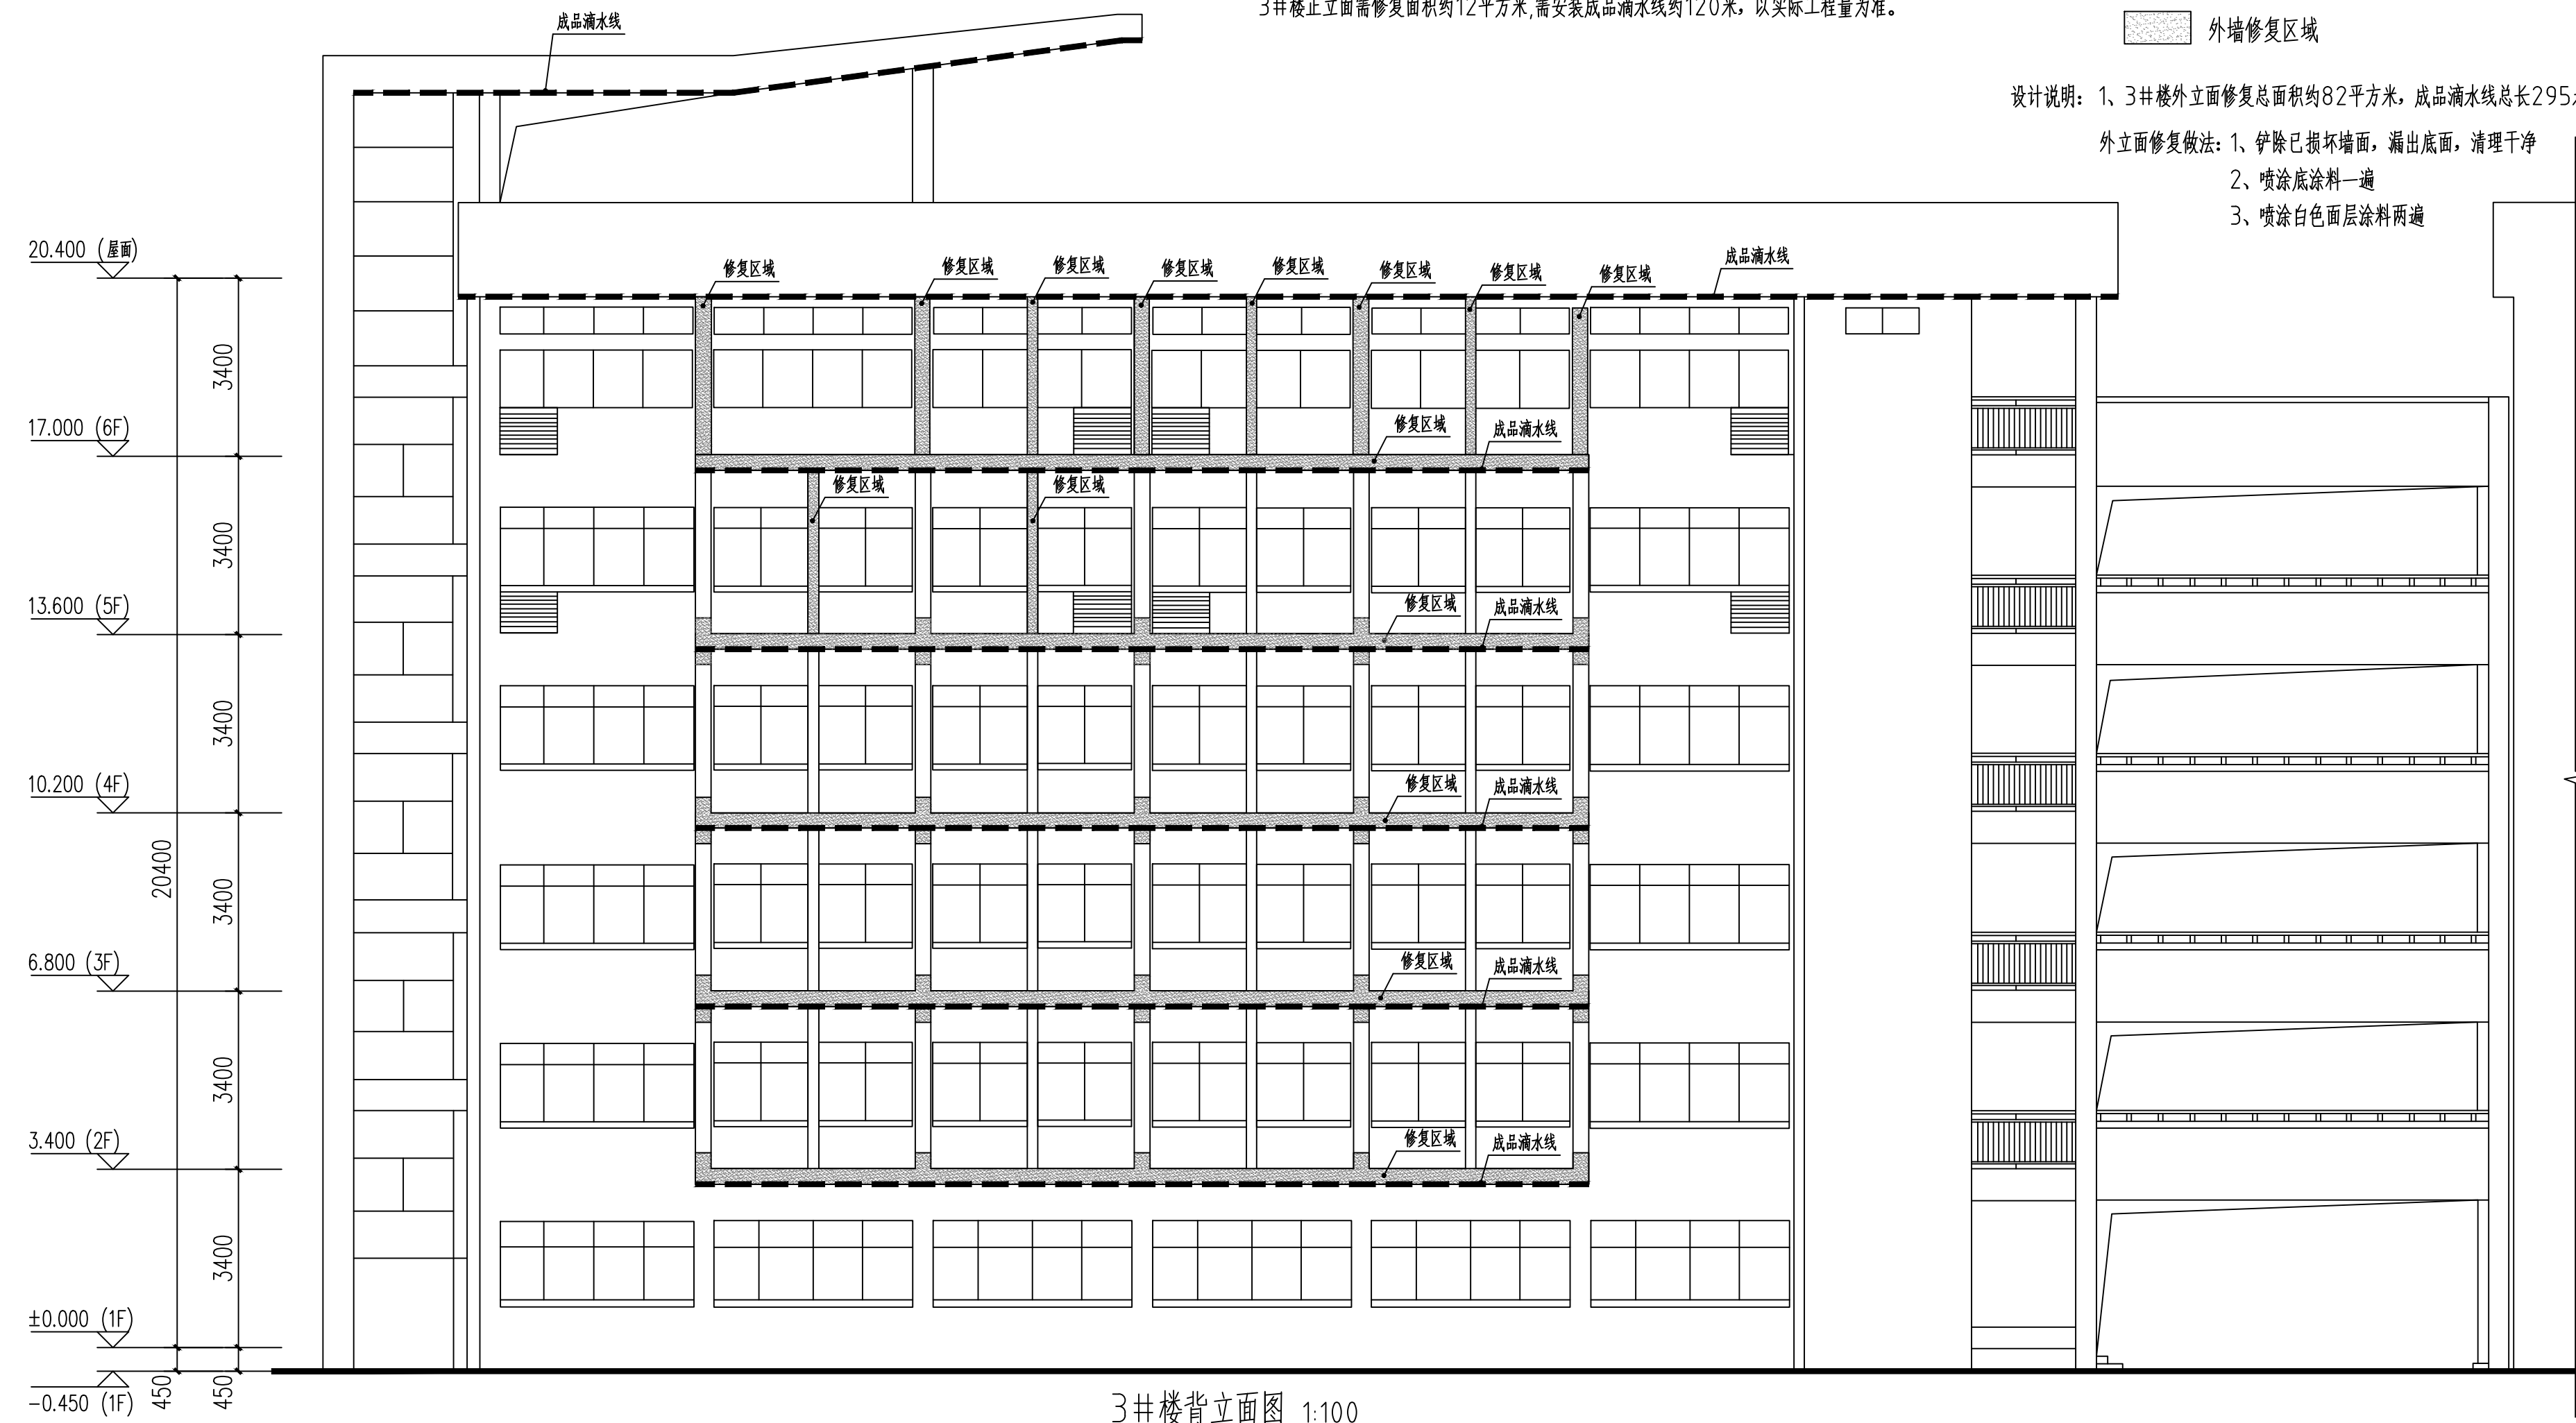 3#楼正立面需修复面积约12平方米,需安装成品滴水线约120米，以实际工程量为准。
成品滴水线
外墙修复区域
设计说明：1、3#楼外立面修复总面积约82平方米，成品滴水线总长295
外立面修复做法：1、铲除已损坏墙面，漏出底面，清理干净
2、喷涂底涂料一遍
3、喷涂白色面层涂料两遍
20.400 (屋面)
修复区域 修复区域 修复区域 修复区域 修复区域 修复区域 修复区域 修复区域 成品滴水线
3400
17.000 (6F)
修复区域 成品滴水线
修复区域 修复区域
3400
13.600 (5F)
修复区域 成品滴水线
3400
10.200 (4F)
修复区域 成品滴水线
20400
3400
6.800 (3F)
修复区域 成品滴水线
3400
3.400 (2F)
修复区域 成品滴水线
3400
±0.000 (1F)
-0.450 (1F)
450 450
3#楼背立面图 1:100